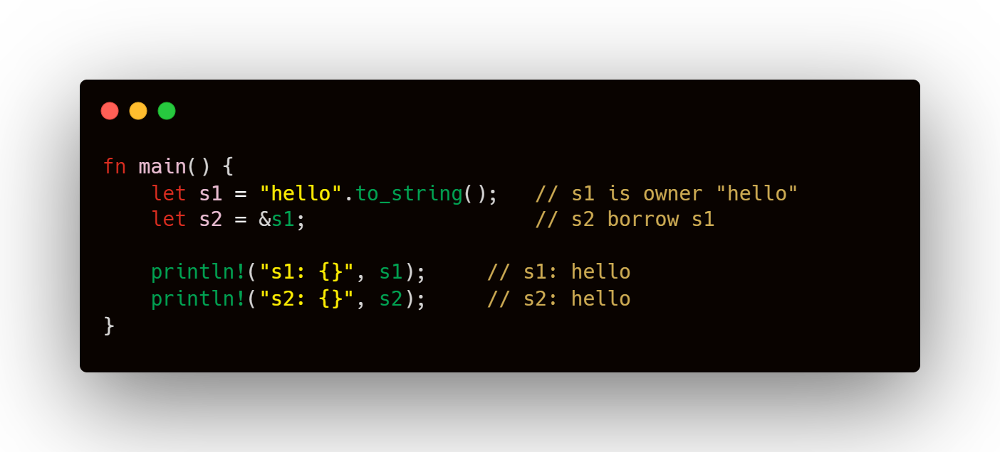 fn main() {
    let s1 = "hello".to_string();   // s1 is owner "hello"
    let s2 = &s1;                   // s2 borrow s1

    println!("s1: {}", s1);     // s1: hello
    println!("s2: {}", s2);     // s2: hello
}